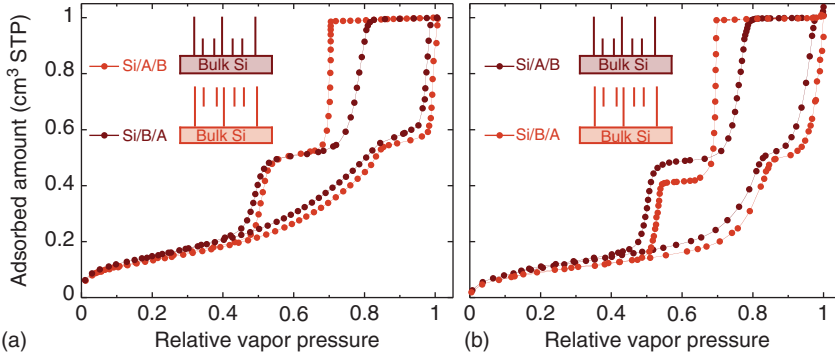 1
0.8
0.6
0.4
0.2
0
Adsorbed amount (cm³ STP)
Si/A/B
Bulk Si
Si/B/A
Bulk Si
0 0.2 0.4 0.6 0.8 1
(a) Relative vapor pressure
Si/A/B
Bulk Si
Si/B/A
Bulk Si
0 0.2 0.4 0.6 0.8 1
(b) Relative vapor pressure